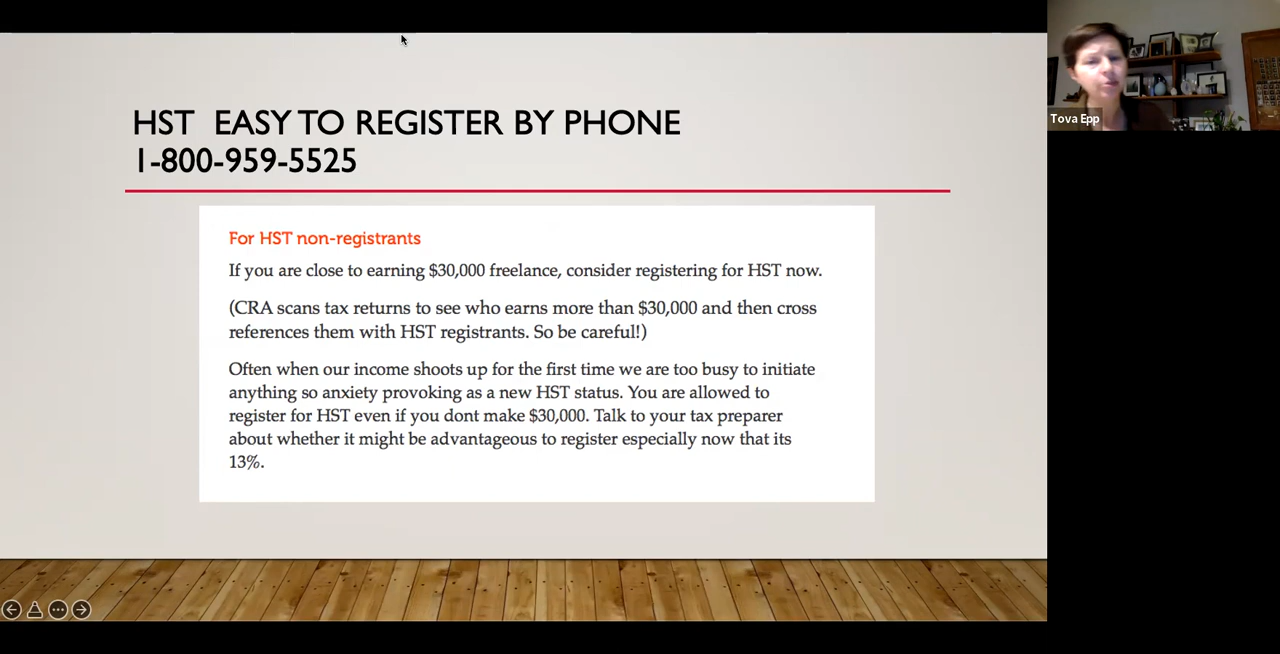 HST EASY TO REGISTER BY PHONE
1-800-959-5525
For HST non-registrants
If you are close to earning $30,000 freelance, consider registering for HST now.
(CRA scans tax returns to see who earns more than $30,000 and then cross
references them with HST registrants. So be careful!)
Often when our income shoots up for the first time we are too busy to initiate
anything so anxiety provoking as a new HST status. You are allowed to
register for HST even if you dont make $30,000. Talk to your tax preparer
about whether it might be advantageous to register especially now that its
13%.
Tova Epp